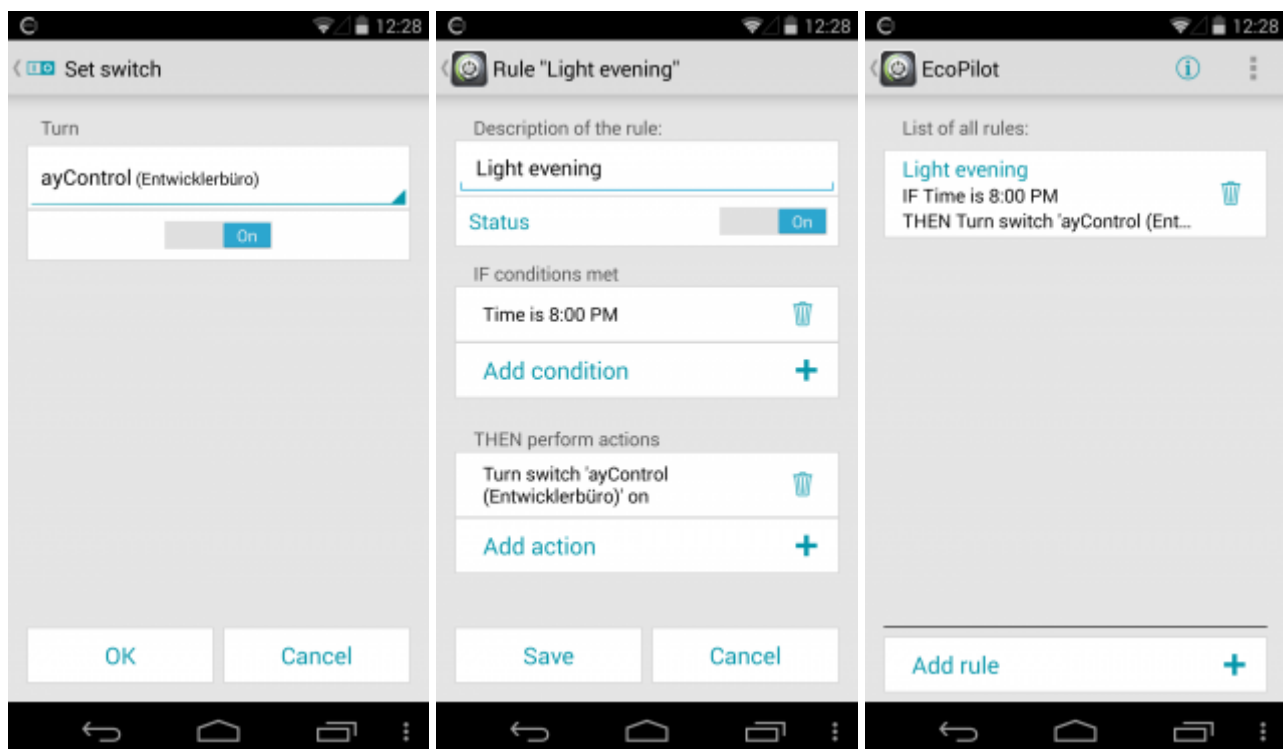 12:28
Set switch
Turn
ayControl (Entwicklerbüro)
On
OK
Cancel
12:28
Rule "Light evening"
Description of the rule:
Light evening
Status
On
IF conditions met
Time is 8:00 PM
Add condition
THEN perform actions
Turn switch 'ayControl
(Entwicklerbüro)' on
Add action
Save
Cancel
12:28
EcoPilot
List of all rules:
Light evening
IF Time is 8:00 PM
THEN Turn switch 'ayControl (Ent...
Add rule